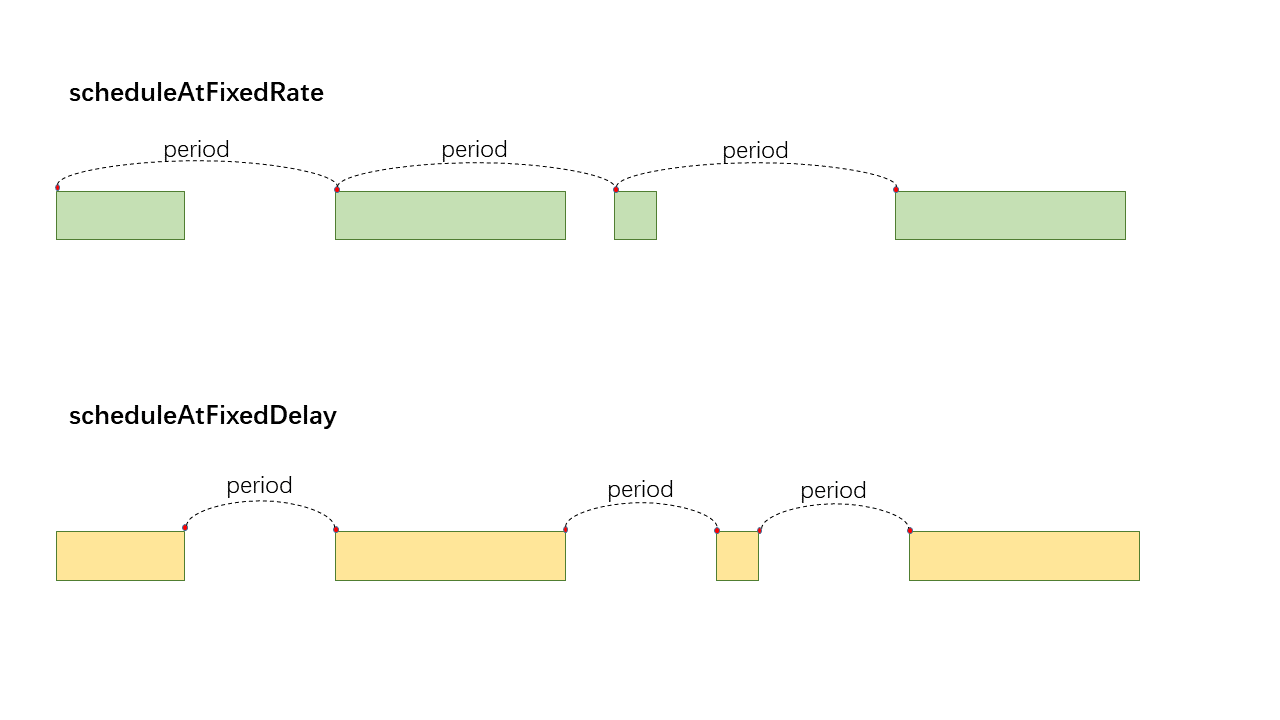 scheduleAtFixedRate
period
period
period
scheduleAtFixedDelay
period
period
period